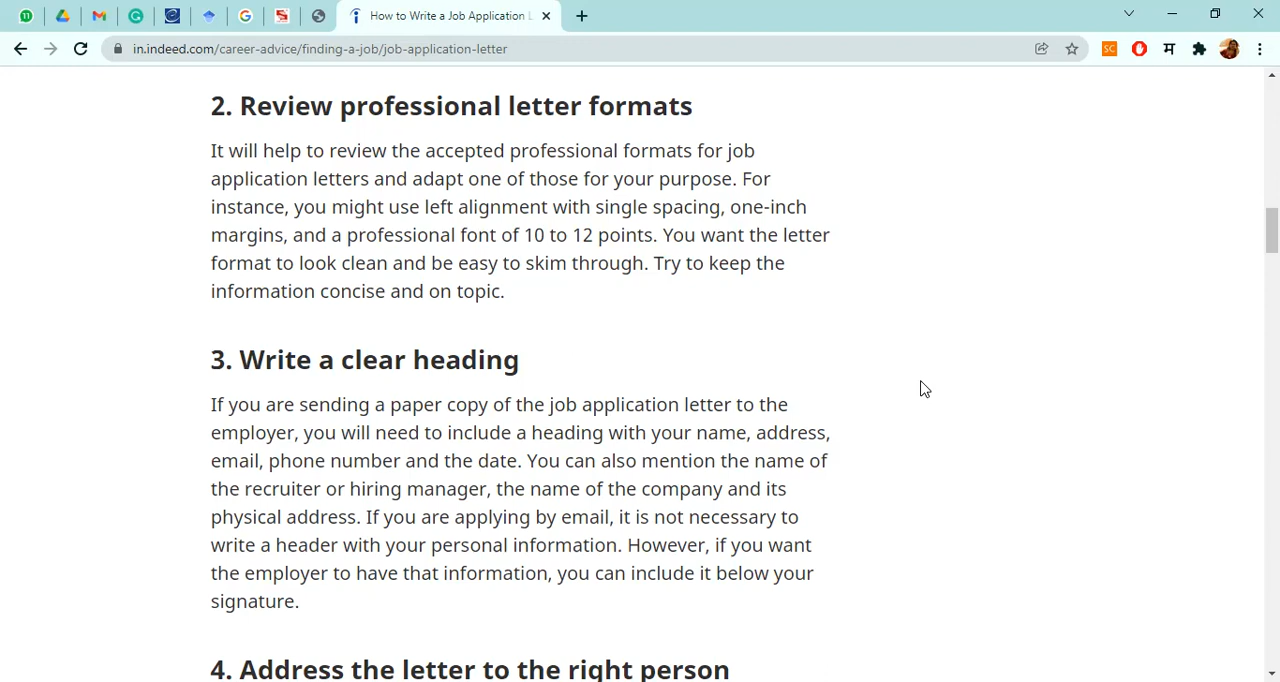 How to Write a Job Application L
in.indeed.com/career-advice/finding-a-job/job-application-letter
SC
म
2. Review professional letter formats
It will help to review the accepted professional formats for job
application letters and adapt one of those for your purpose. For
instance, you might use left alignment with single spacing, one-inch
margins, and a professional font of 10 to 12 points. You want the letter
format to look clean and be easy to skim through. Try to keep the
information concise and on topic.
3. Write a clear heading
If you are sending a paper copy of the job application letter to the
employer, you will need to include a heading with your name, address,
email, phone number and the date. You can also mention the name of
the recruiter or hiring manager, the name of the company and its
physical address. If you are applying by email, it is not necessary to
write a header with your personal information. However, if you want
the employer to have that information, you can include it below your
signature.
4. Address the letter to the right person